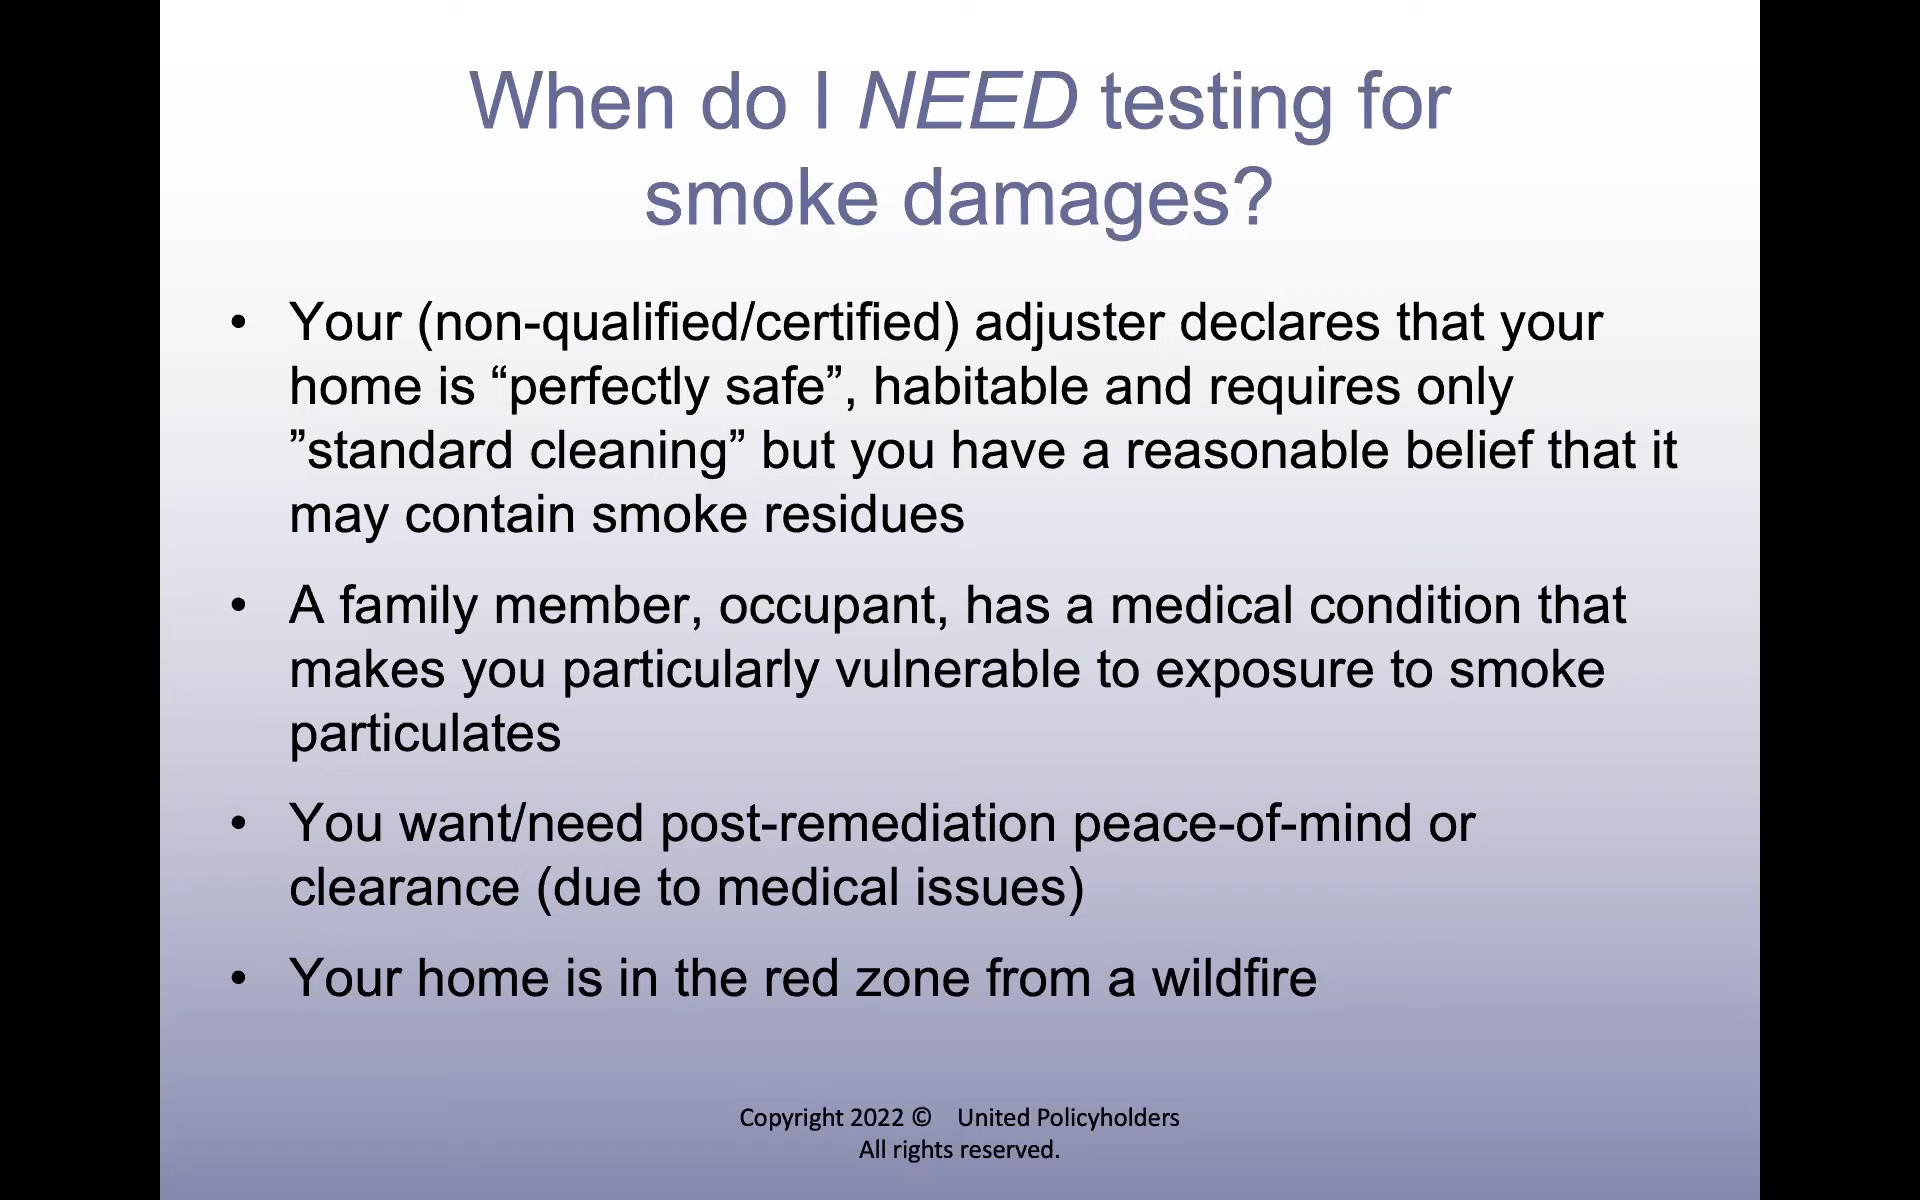 When do I NEED testing for
smoke damages?
• Your (non-qualified/certified) adjuster declares that your
home is “perfectly safe”, habitable and requires only
”standard cleaning” but you have a reasonable belief that it
may contain smoke residues
• A family member, occupant, has a medical condition that
makes you particularly vulnerable to exposure to smoke
particulates
• You want/need post-remediation peace-of-mind or
clearance (due to medical issues)
• Your home is in the red zone from a wildfire
Copyright 2022 © United Policyholders
All rights reserved.